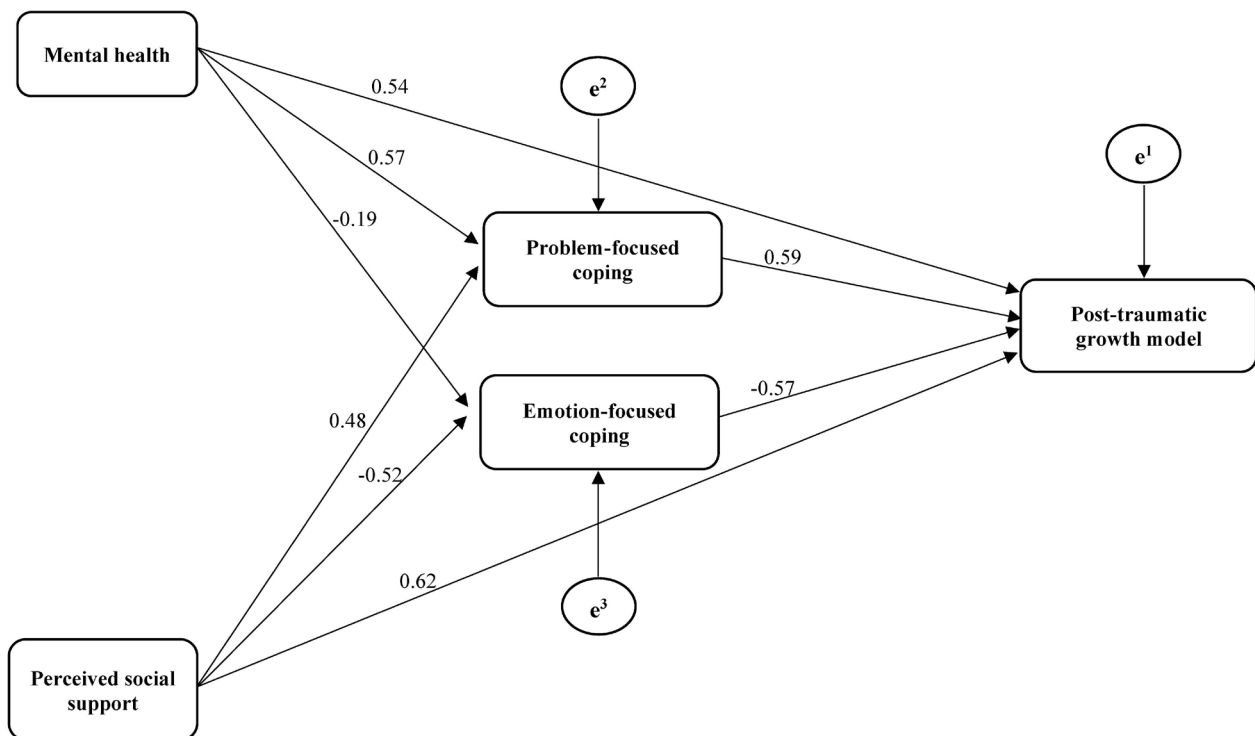 Mental health
0.54
e²
e¹
0.57
-0.19
Problem-focused
coping
0.59
Post-traumatic
growth model
Emotion-focused
coping
-0.57
0.48
-0.52
0.62
e³
Perceived social
support